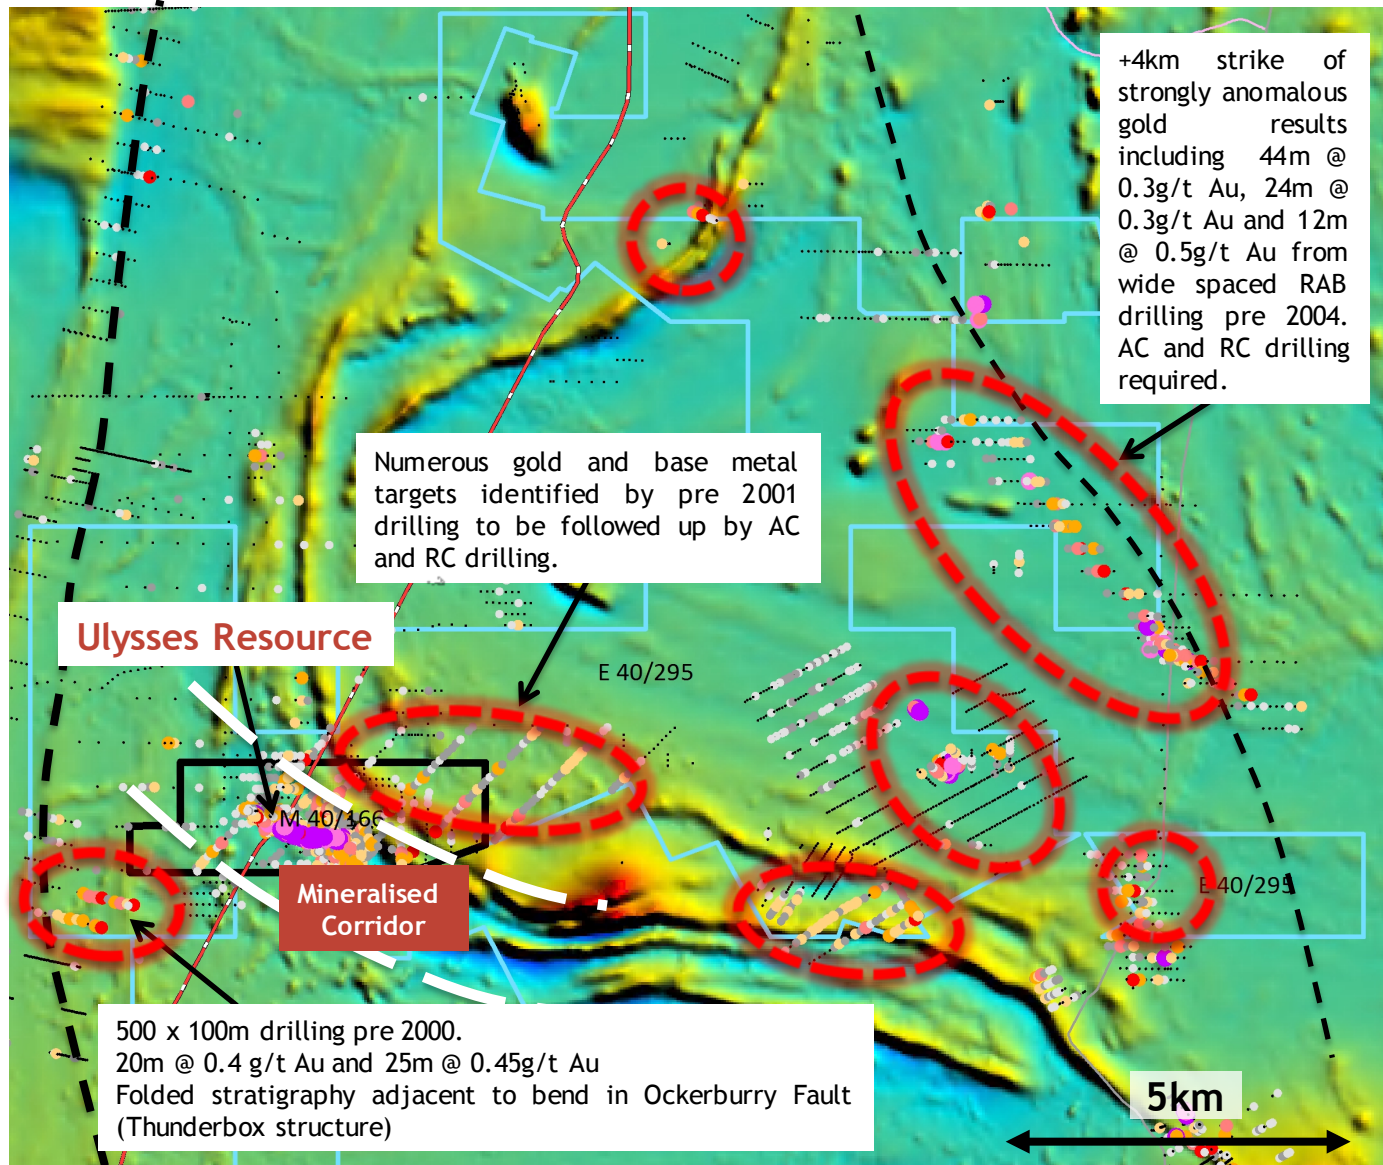 +4km strike of
strongly anomalous
gold results
including 44m @
0.3g/t Au, 24m @
0.3g/t Au and 12m
@ 0.5g/t Au from
wide spaced RAB
drilling pre 2004.
AC and RC drilling
required.
Numerous gold and base metal
targets identified by pre 2001
drilling to be followed up by AC
and RC drilling.
Ulysses Resource
E 40/295
M 40/166
Mineralised
Corridor
E 40/295
500 x 100m drilling pre 2000.
20m @ 0.4 g/t Au and 25m @ 0.45g/t Au
Folded stratigraphy adjacent to bend in Ockerburry Fault
(Thunderbox structure)
5km